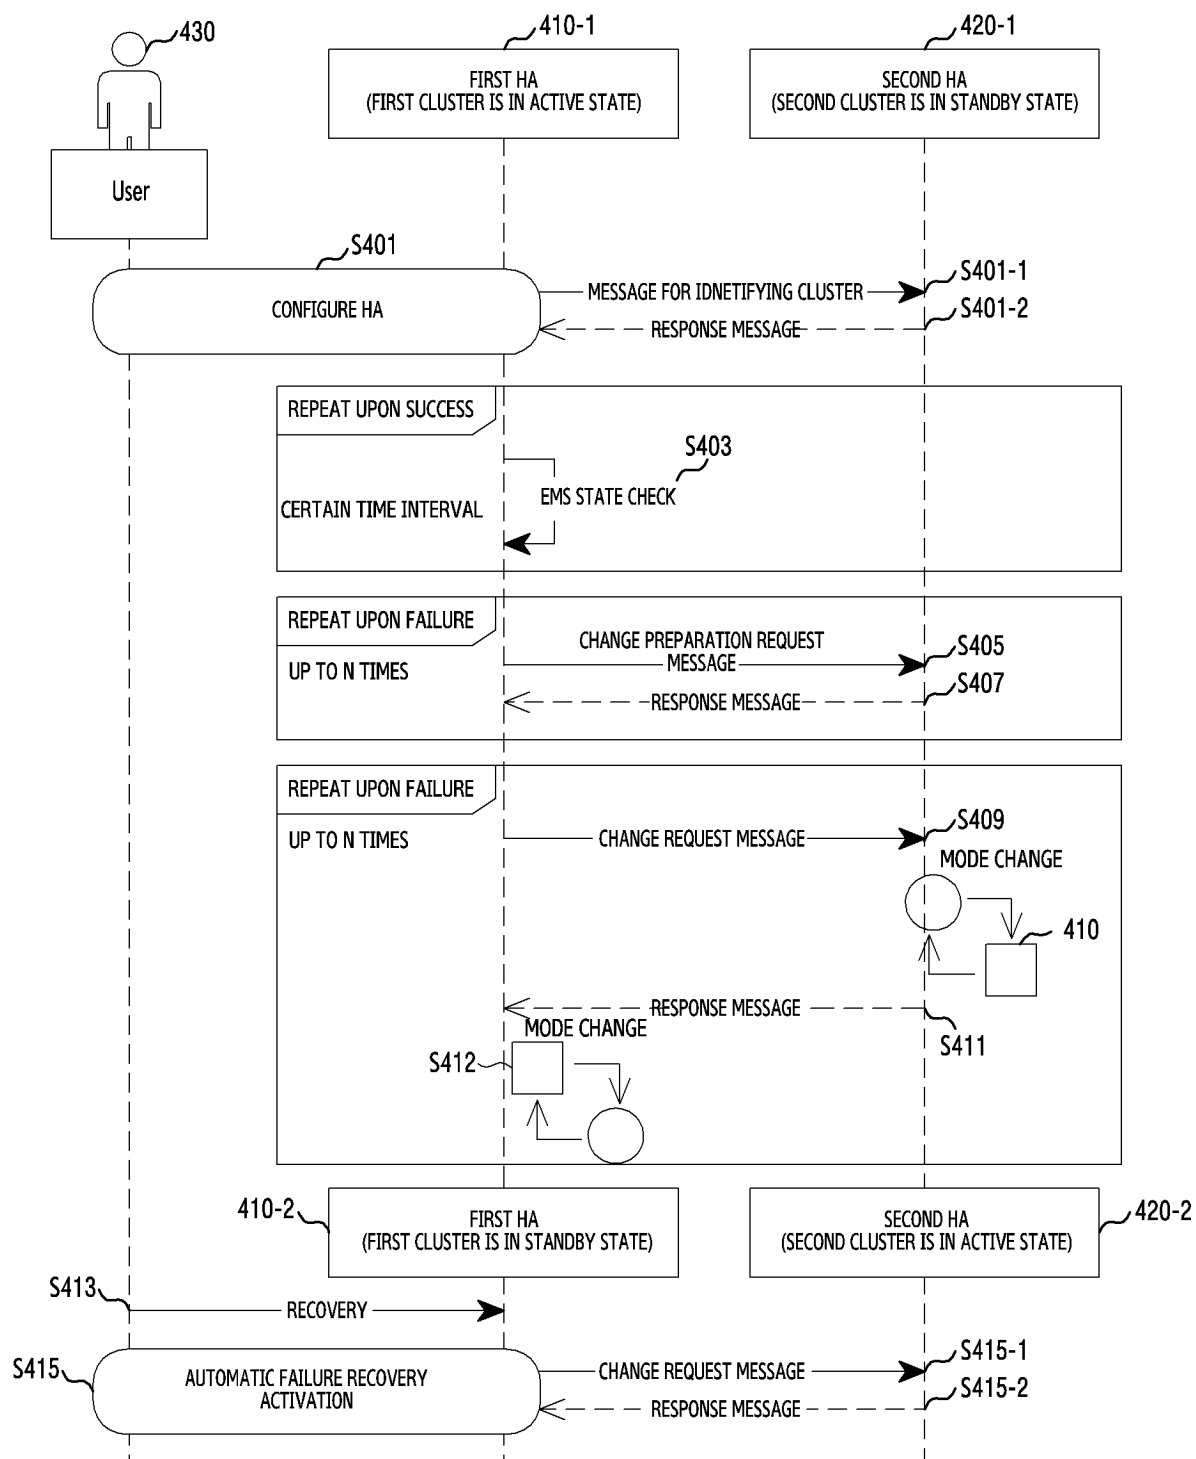 430
410-1
420-1
FIRST HA
(FIRST CLUSTER IS IN ACTIVE STATE)
SECOND HA
(SECOND CLUSTER IS IN STANDBY STATE)
User
S401
CONFIGURE HA
MESSAGE FOR IDNETIFYING CLUSTER
S401-1
RESPONSE MESSAGE
S401-2
REPEAT UPON SUCCESS
CERTAIN TIME INTERVAL
EMS STATE CHECK
S403
REPEAT UPON FAILURE
UP TO N TIMES
CHANGE PREPARATION REQUEST
MESSAGE
S405
RESPONSE MESSAGE
S407
REPEAT UPON FAILURE
UP TO N TIMES
CHANGE REQUEST MESSAGE
S409
MODE CHANGE
410
RESPONSE MESSAGE
S411
MODE CHANGE
S412
410-2
FIRST HA
(FIRST CLUSTER IS IN STANDBY STATE)
SECOND HA
(SECOND CLUSTER IS IN ACTIVE STATE)
420-2
S413
RECOVERY
S415
AUTOMATIC FAILURE RECOVERY
ACTIVATION
CHANGE REQUEST MESSAGE
S415-1
RESPONSE MESSAGE
S415-2